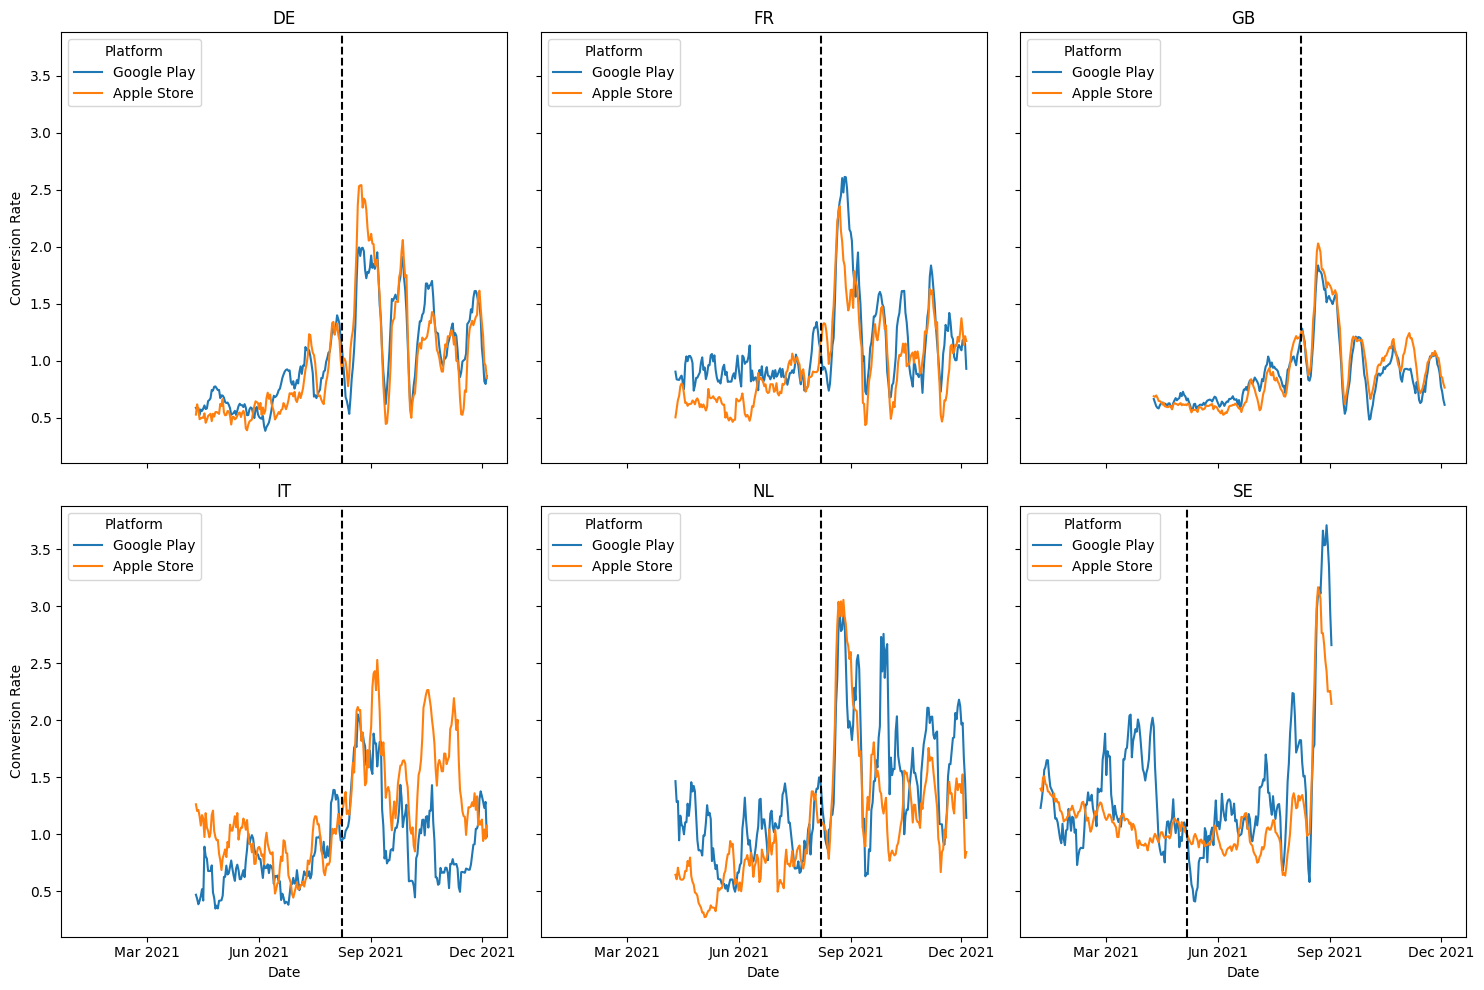 DE
Platform
Google Play
Apple Store
Conversion Rate
3.5
3.0
2.5
2.0
1.5
1.0
0.5
FR
Platform
Google Play
Apple Store
GB
Platform
Google Play
Apple Store
IT
Platform
Google Play
Apple Store
Conversion Rate
3.5
3.0
2.5
2.0
1.5
1.0
0.5
Mar 2021 Jun 2021 Sep 2021 Dec 2021
Date
NL
Platform
Google Play
Apple Store
Mar 2021 Jun 2021 Sep 2021 Dec 2021
Date
SE
Platform
Google Play
Apple Store
Mar 2021 Jun 2021 Sep 2021 Dec 2021
Date